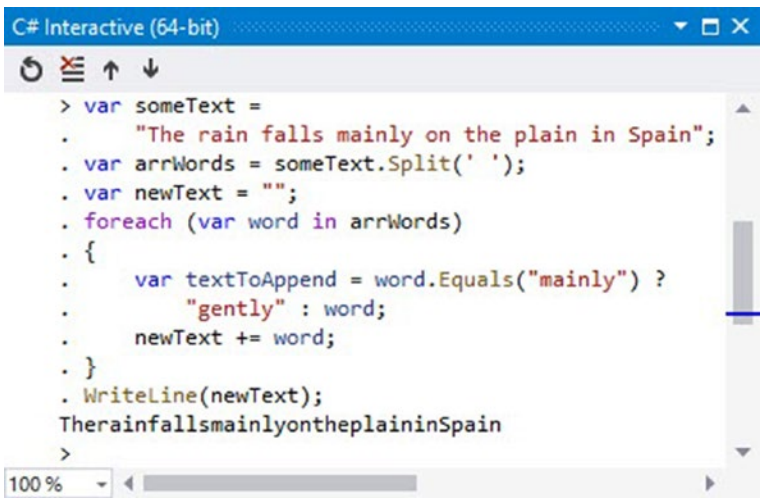 C# Interactive (64-bit)
> var someText =
.     "The rain falls mainly on the plain in Spain";
. var arrWords = someText.Split(' ');
. var newText = "";
. foreach (var word in arrWords)
. {
.     var textToAppend = word.Equals("mainly") ?
.         "gently" : word;
.     newText += word;
. }
. WriteLine(newText);
TherainfallsmainlyontheplaininSpain
>
100 %